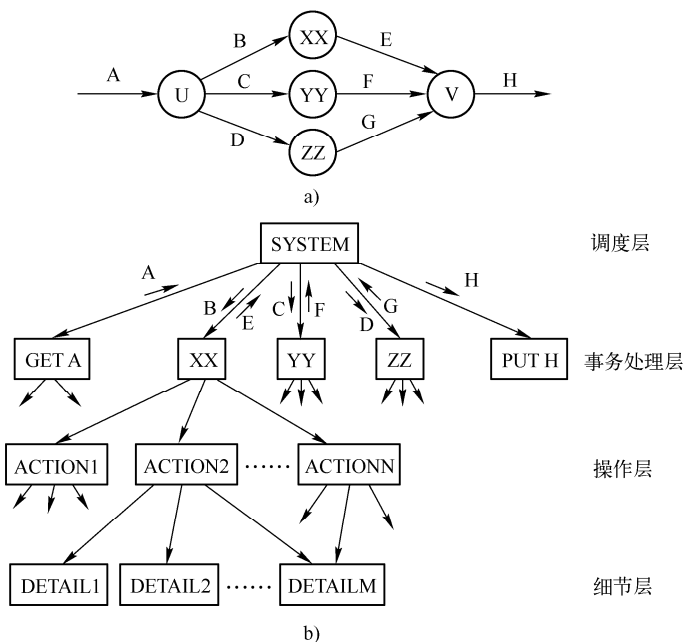 XX
B E
A C F H
U YY V
D G
ZZ
a)
SYSTEM 调度层
A H
B E C F D G
GET A XX YY ZZ PUT H 事务处理层
ACTION1 ACTION2 ······ ACTIONN 操作层
DETAIL1 DETAIL2 ······ DETAILM 细节层
b)